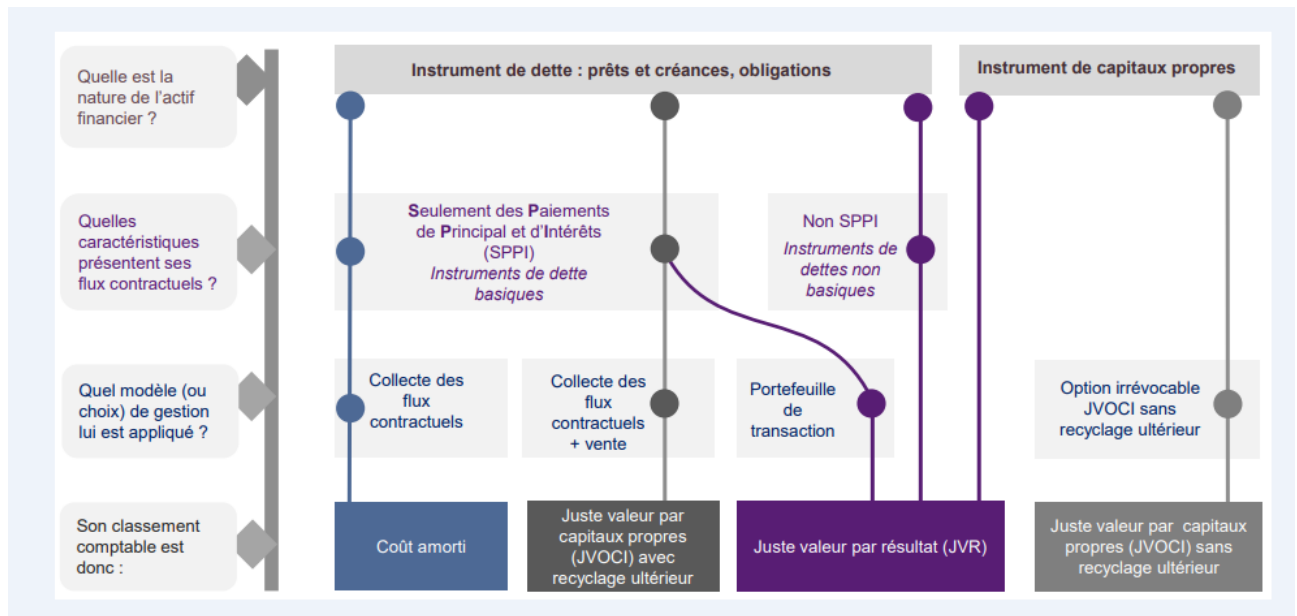 Quelle est la
nature de l'actif
financier ?
Instrument de dette : prêts et créances, obligations
Instrument de capitaux propres
Quelles
caractéristiques
présentent ses
flux contractuels ?
Seulement des Paiements
de Principal et d'Intérêts
(SPPI)
Instruments de dette
basiques
Non SPPI
Instruments de
dettes non
basiques
Quel modèle (ou
choix) de gestion
lui est appliqué ?
Collecte des
flux
contractuels
Collecte des
flux
contractuels
+ vente
Portefeuille
de
transaction
Option irrévocable
JVOCI sans
recyclage ultérieur
Son classement
comptable est
donc :
Coût amorti
Juste valeur par
capitaux propres
(JVOCI) avec
recyclage ultérieur
Juste valeur par résultat (JVR)
Juste valeur par capitaux
propres (JVOCI) sans
recyclage ultérieur